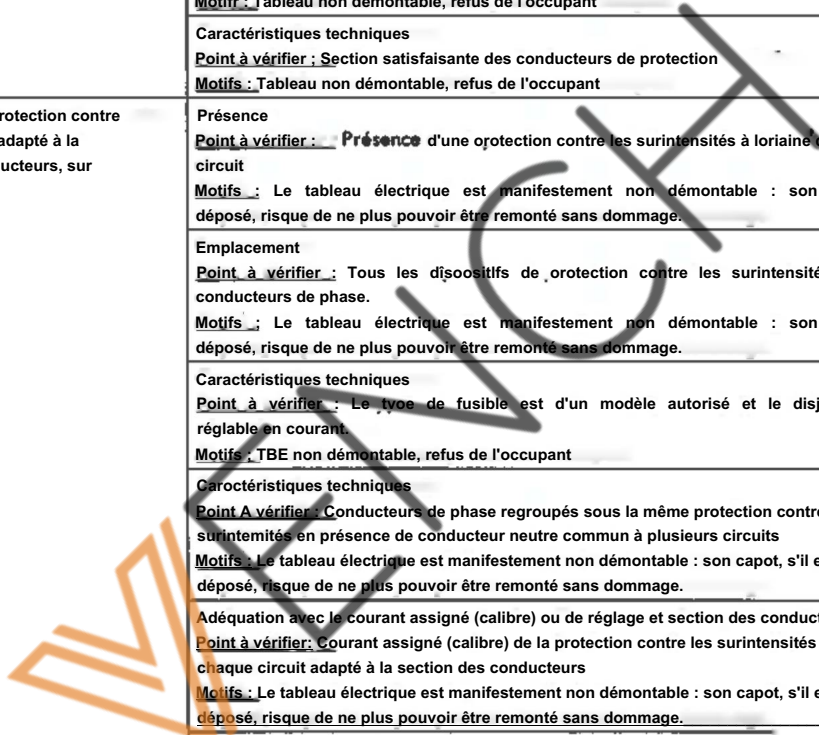 Motifr : Tableau non démontable, refus de l'occupant
Caractéristiques techniques
Point à vérifier ; Section satisfaisante des conducteurs de protection
Motifs : Tableau non démontable, refus de l'occupant
rotection contre
adapté à la
ucteurs, sur
Présence
Point à vérifier : Présence d'une orotection contre les surintensités à loriaine
circuit
Motifs : Le tableau électrique est manifestement non démontable : son
déposé, risque de ne plus pouvoir être remonté sans dommage.
Emplacement
Point à vérifier : Tous les dîsoositlfs de orotection contre les surintensité
conducteurs de phase.
Motifs ; Le tableau électrique est manifestement non démontable : son
déposé, risque de ne plus pouvoir être remonté sans dommage.
Caractéristiques techniques
Point à vérifier : Le tvoe de fusible est d'un modèle autorisé et le disj
réglable en courant.
Motifs ; TBE non démontable, refus de l'occupant
Caroctéristiques techniques
Point A vérifier : Conducteurs de phase regroupés sous la même protection contre
surintemités en présence de conducteur neutre commun à plusieurs circuits
Motifs : Le tableau électrique est manifestement non démontable : son capot, s'il e
déposé, risque de ne plus pouvoir être remonté sans dommage.
Adéquation avec le courant assigné (calibre) ou de réglage et section des conduct
Point à vérifier: Courant assigné (calibre) de la protection contre les surintensités
chaque circuit adapté à la section des conducteurs
Motifs : Le tableau électrique est manifestement non démontable : son capot, s'il e
déposé, risque de ne plus pouvoir être remonté sans dommage.
VENCH